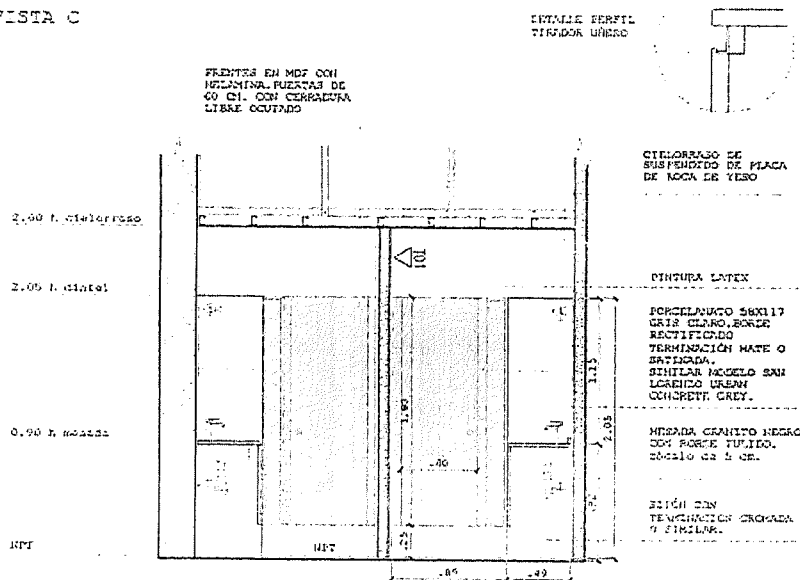 VISTA C
DETALLE PERFIL
TIRADOR UÑERO
FRENTES EN MDF CON
MELAMINA. PUERTAS DE
60 CM. CON CERRADURA
LIBRE OCUPADO
CIELORRASO DE
SUSPENDIDO DE PLACA
DE ROCA DE YESO
2.60 h cielorraso
101
2.05 h dintel
PINTURA LATEX
PORCELANATO 58X117
GRIS CLARO, BORDE
RECTIFICADO
TERMINACIÓN MATE O
SATINADA.
SIMILAR MODELO SAN
LORENZO URBAN
CONCRETE GREY.
1.15
2.05
1.80
0.90 h mesada
.40
MESADA GRANITO NEGRO
CON BORDE PULIDO.
zócalo de 5 cm.
SIFÓN CON
TERMINACIÓN CROMADA
O SIMILAR.
NPT
NPT
.25
.85
.49